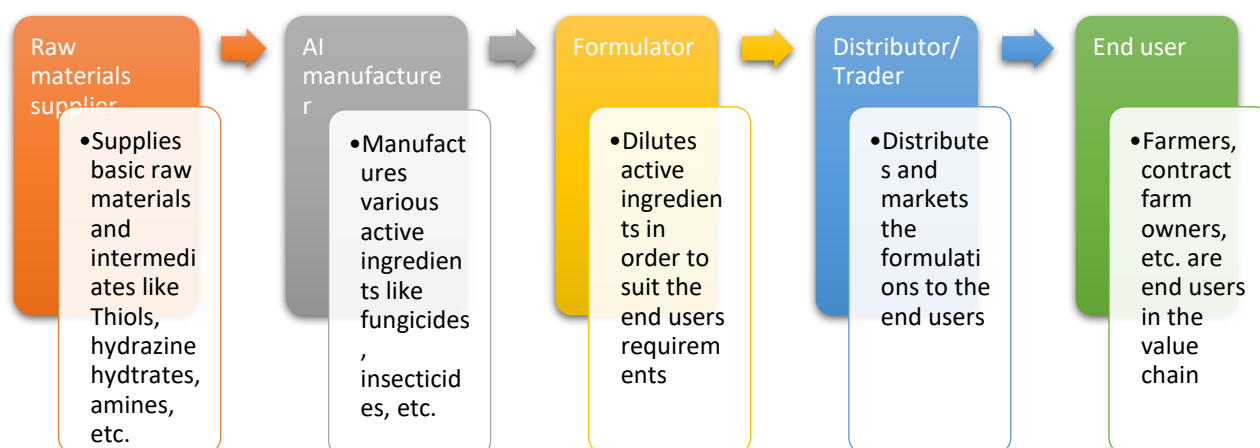 Raw
materials
supplier
•Supplies
basic raw
materials
and
intermedi
ates like
Thiols,
hydrazine
hydtrates,
amines,
etc.
AI
manufacture
r
•Manufact
ures
various
active
ingredien
ts like
fungicides
,
insecticid
es, etc.
Formulator
•Dilutes
active
ingredien
ts in
order to
suit the
end users
requirem
ents
Distributor/
Trader
•Distribute
s and
markets
the
formulati
ons to the
end users
End user
•Farmers,
contract
farm
owners,
etc. are
end users
in the
value
chain